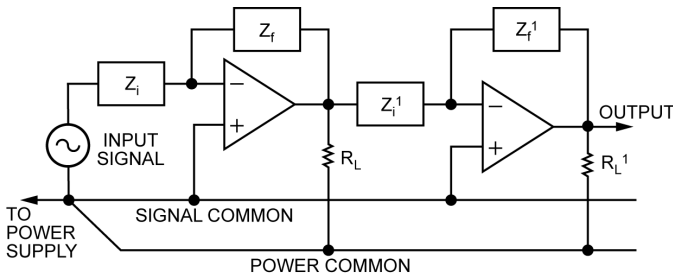 Zf
Zf¹
Zi
−
+
Zi¹
−
+
OUTPUT
INPUT
SIGNAL
RL
RL¹
TO
POWER
SUPPLY
SIGNAL COMMON
POWER COMMON